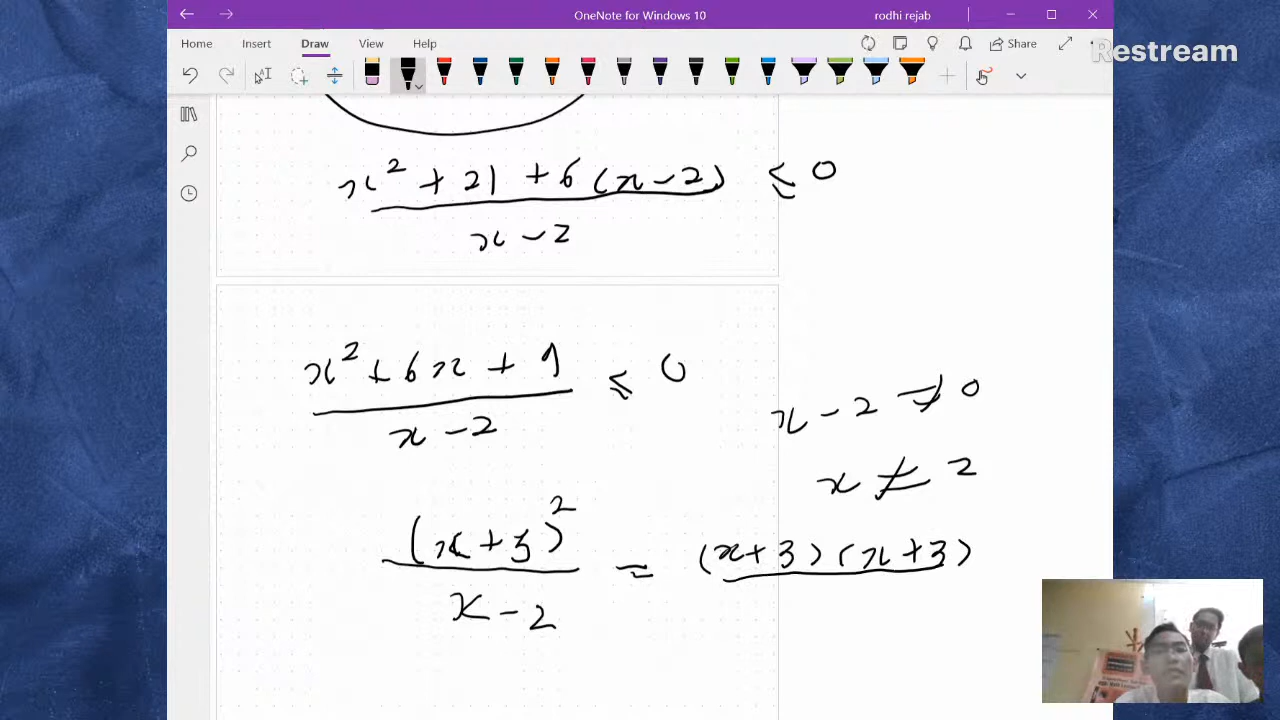 OneNote for Windows 10
rodhi rejab
Home Insert Draw View Help
Share
Restream
x² + 21 + 6(x-2) ≤ 0
x - 2
x² + 6x + 9 ≤ 0
x - 2
x - 2 ≠ 0
x ≠ 2
(x+3)² = (x+3)(x+3)
x - 2